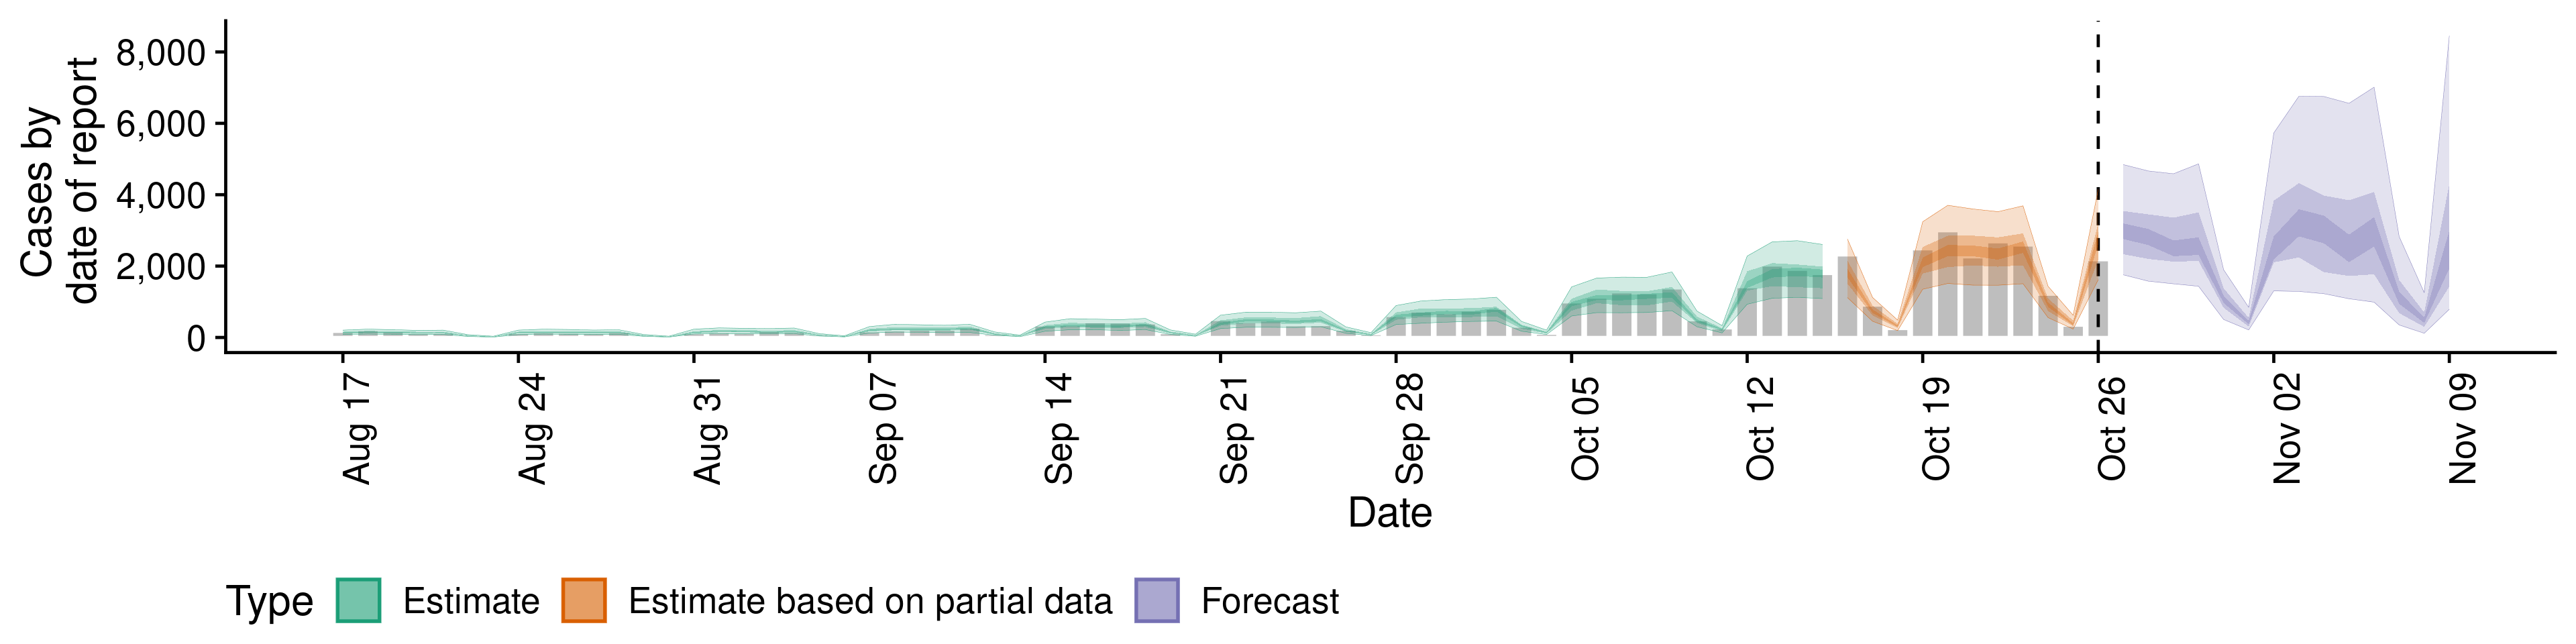 Cases by
date of report
8,000
6,000
4,000
2,000
0
Aug 17
Aug 24
Aug 31
Sep 07
Sep 14
Sep 21
Sep 28
Oct 05
Oct 12
Oct 19
Oct 26
Nov 02
Nov 09
Date
Type Estimate Estimate based on partial data Forecast